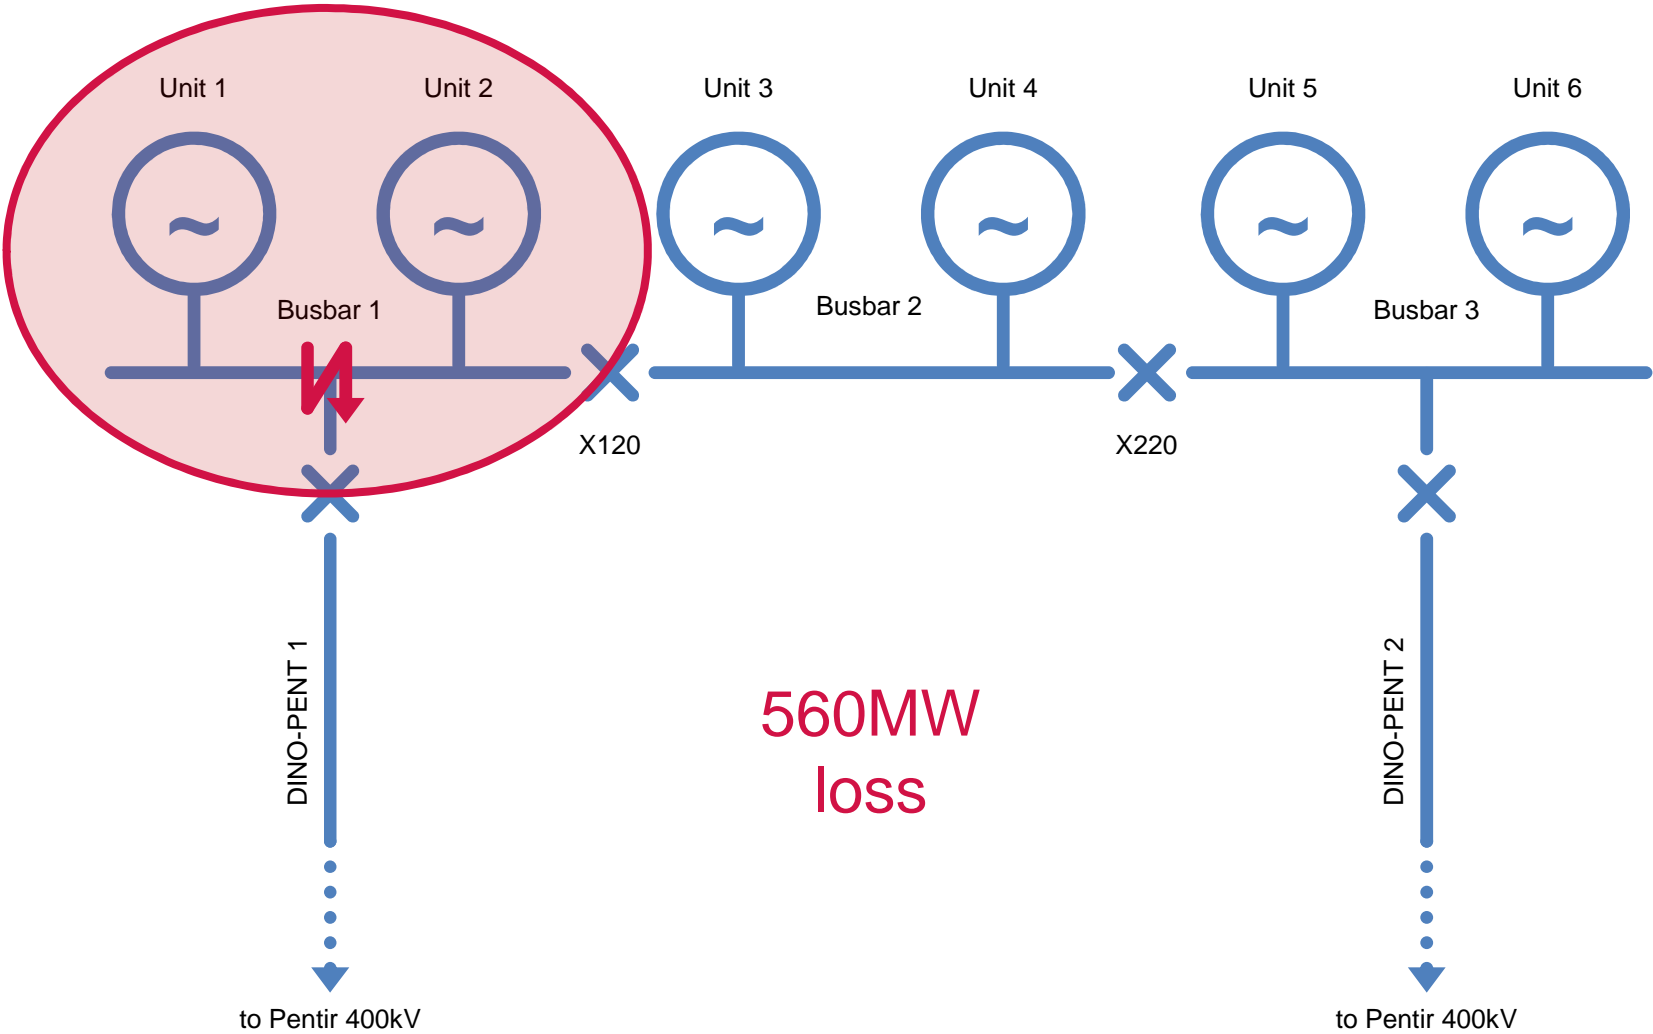 Unit 1
Unit 2
Unit 3
Unit 4
Unit 5
Unit 6
Busbar 1
Busbar 2
Busbar 3
X120
X220
DINO-PENT 1
DINO-PENT 2
560MW
loss
to Pentir 400kV
to Pentir 400kV